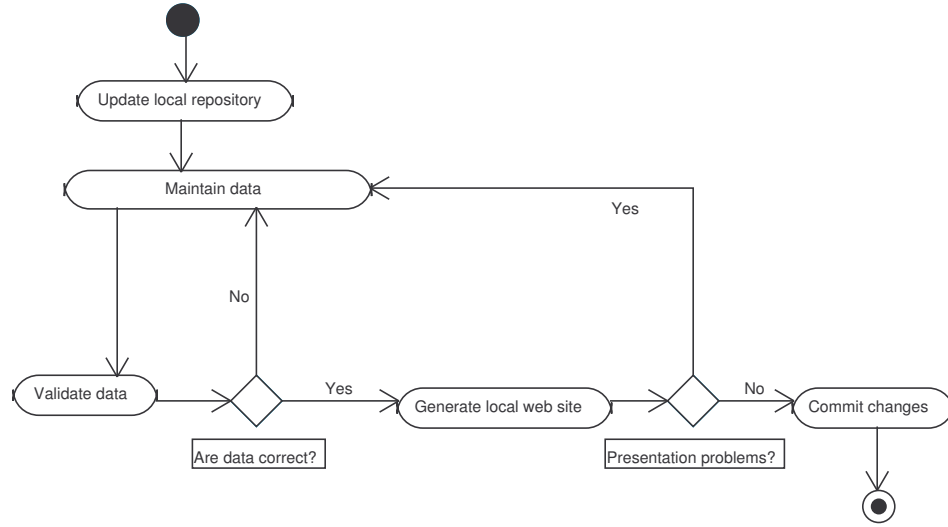 Update local repository
Maintain data
Yes
No
Validate data
Yes
Generate local web site
No
Commit changes
Are data correct?
Presentation problems?